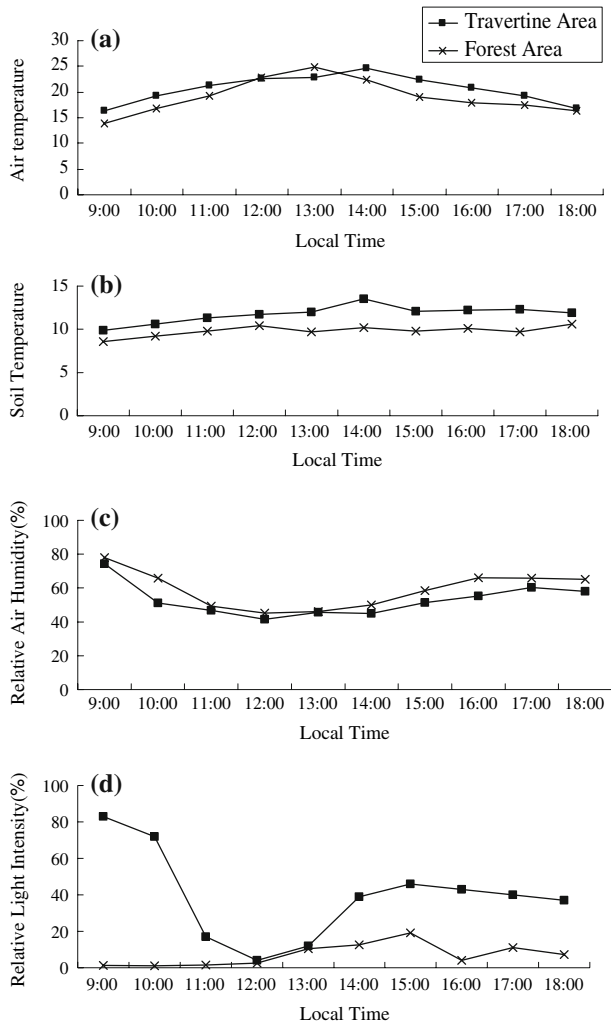 Travertine Area
Forest Area
(a)
Air temperature
30
25
20
15
10
5
0
9:00 10:00 11:00 12:00 13:00 14:00 15:00 16:00 17:00 18:00
Local Time
(b)
Soil Temperature
15
10
5
0
9:00 10:00 11:00 12:00 13:00 14:00 15:00 16:00 17:00 18:00
Local Time
(c)
Relative Air Humidity(%)
100
80
60
40
20
0
9:00 10:00 11:00 12:00 13:00 14:00 15:00 16:00 17:00 18:00
Local Time
(d)
Relative Light Intensity(%)
100
80
60
40
20
0
9:00 10:00 11:00 12:00 13:00 14:00 15:00 16:00 17:00 18:00
Local Time